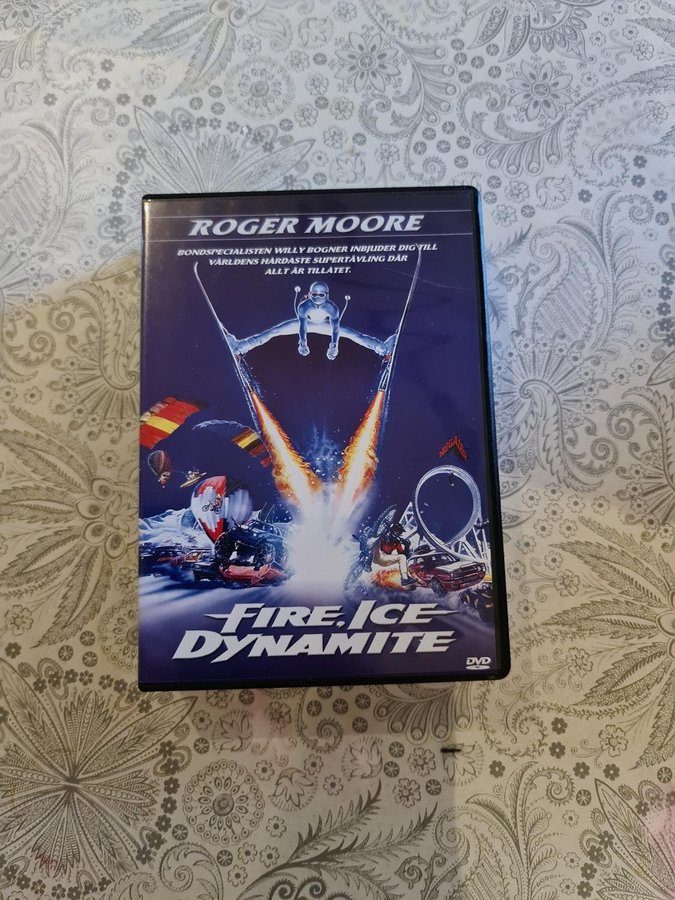 ROGER MOORE
BONDSPECIALISTEN WILLY BOGNER INBJUDER DIG TILL
VÄRLDENS HÅRDASTE SUPERTÄVLING DÄR
ALLT ÄR TILLÅTET.
FIRE, ICE
DYNAMITE
DVD